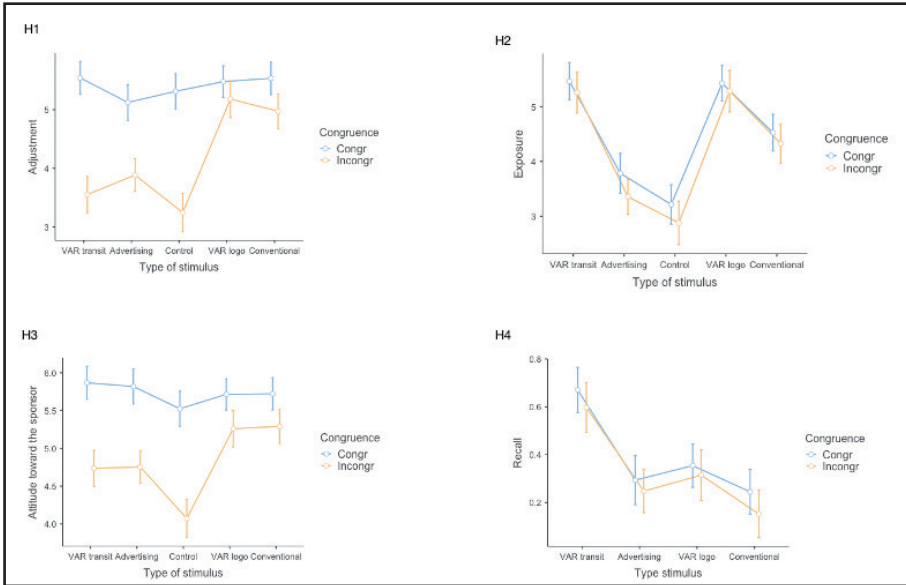 H1
Adjustment
5
4
3
VAR transit Advertising Control VAR logo Conventional
Type of stimulus
Congruence
Congr
Incongr
H2
Exposure
5
4
3
VAR transit Advertising Control VAR logo Conventional
Type of stimulus
Congruence
Congr
Incongr
H3
Attitude toward the sponsor
6.0
5.5
5.0
4.5
4.0
VAR transit Advertising Control VAR logo Conventional
Type of stimulus
Congruence
Congr
Incongr
H4
Recall
0.8
0.6
0.4
0.2
VAR transit Advertising VAR logo Conventional
Type of stimulus
Congruence
Congr
Incongr